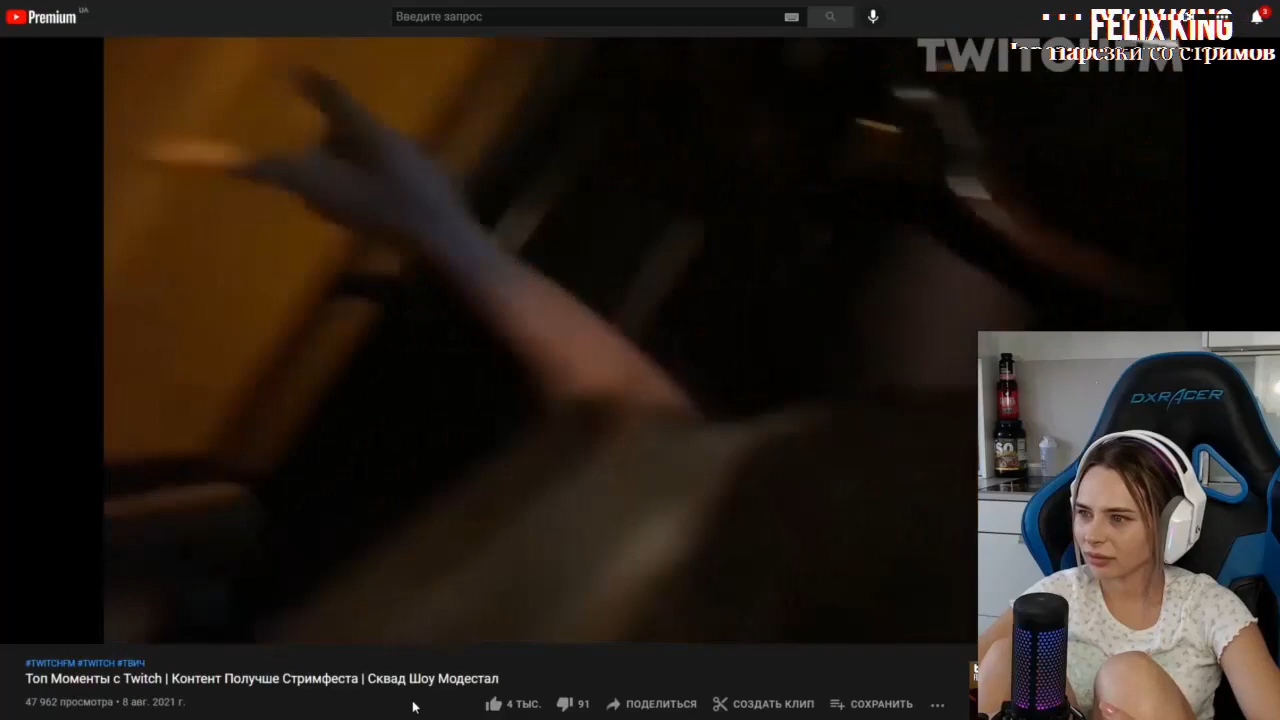 Premium UA
Введите запрос
3
FELIX KING
Нарезки со стримов
TWITCHFM
DXRACER
#TWITCHFM #TWITCH #ТВИЧ
Топ Моменты с Twitch | Контент Получше Стримфеста | Сквад Шоу Модестал
47 962 просмотра • 8 авг. 2021 г.
4 ТЫС.
91
ПОДЕЛИТЬСЯ
СОЗДАТЬ КЛИП
СОХРАНИТЬ